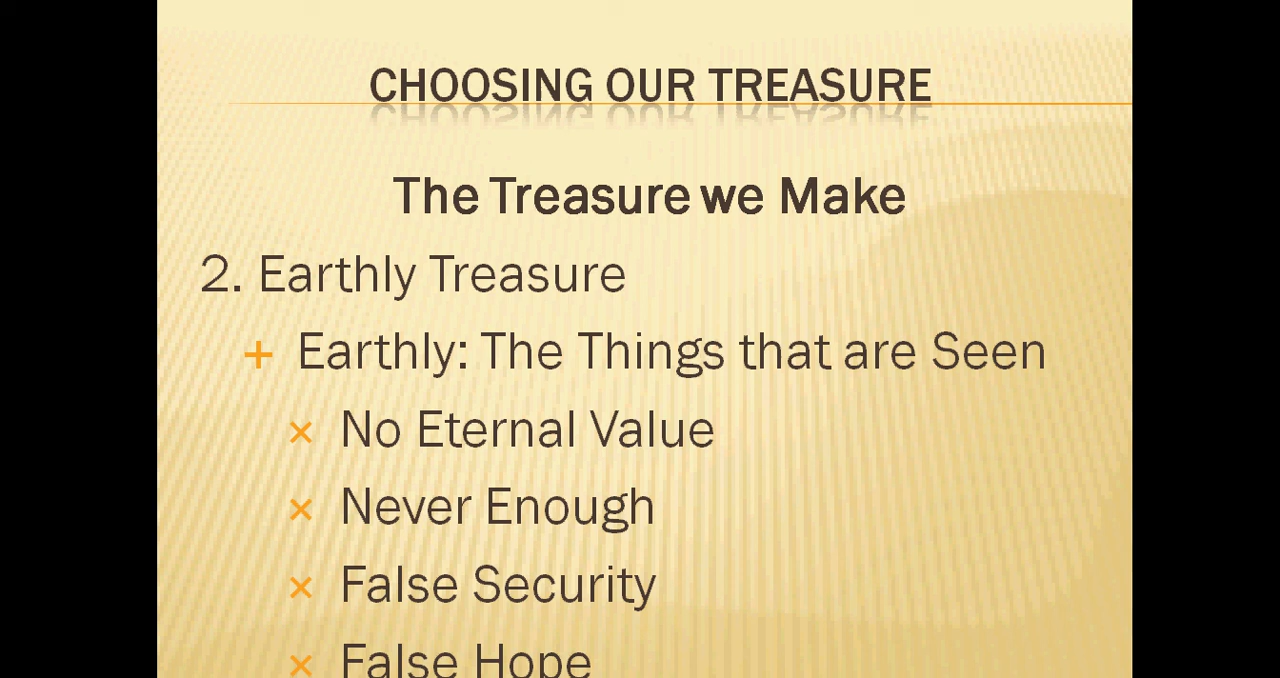 CHOOSING OUR TREASURE
The Treasure we Make
2. Earthly Treasure
+ Earthly: The Things that are Seen
× No Eternal Value
× Never Enough
× False Security
× False Hope